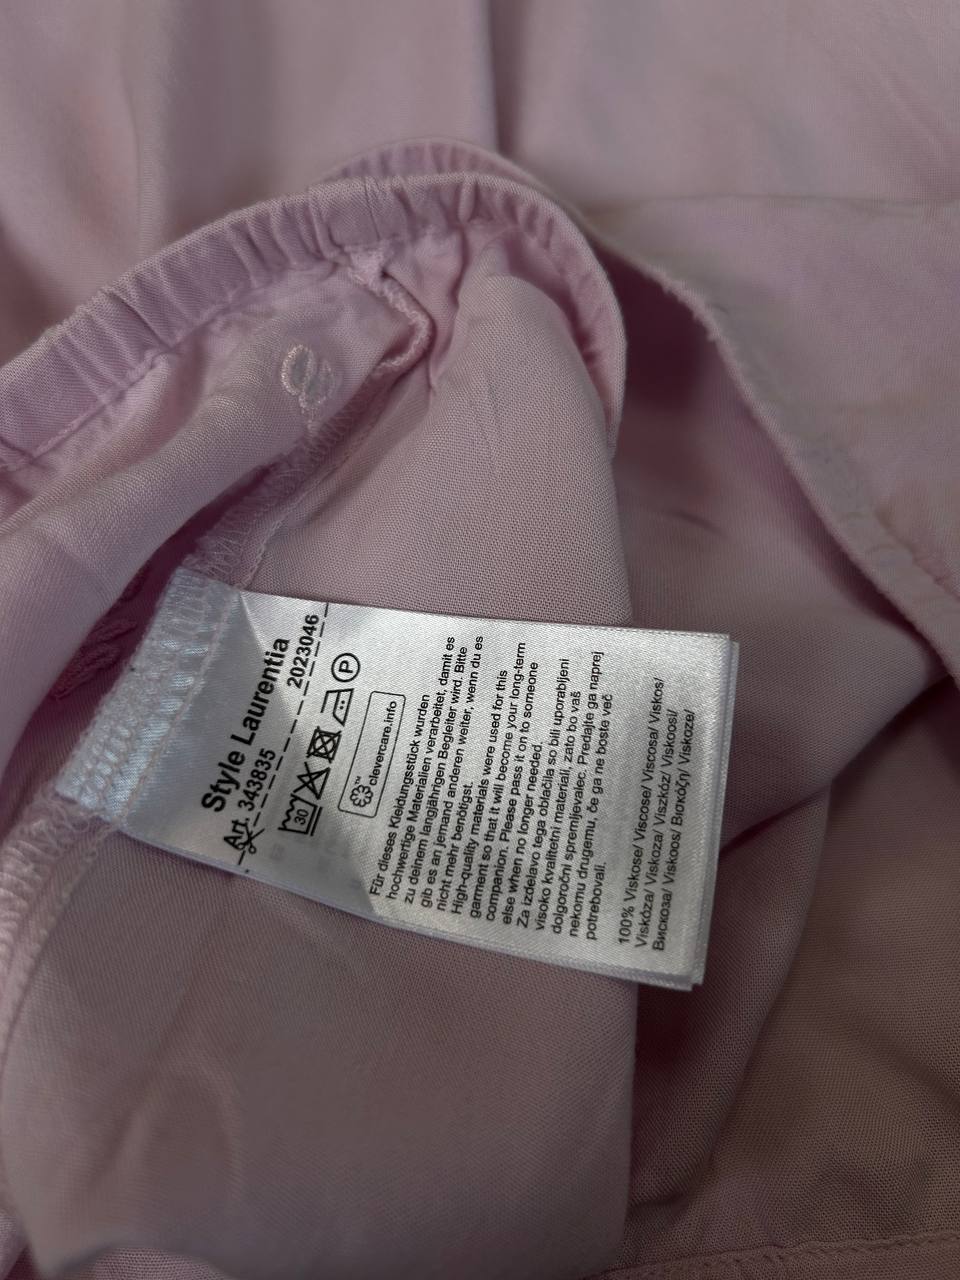 Style Laurentia
Art. 343835
2023046
30
P
clevercare.info
Für dieses Kleidungsstück wurden
hochwertige Materialien verarbeitet, damit es
zu deinem langjährigen Begleiter wird. Bitte
gib es an jemand anderen weiter, wenn du es
nicht mehr benötigst.
High-quality materials were used for this
garment so that it will become your long-term
companion. Please pass it on to someone
else when no longer needed.
Za izdelavo tega oblačila so bili uporabljeni
visoko kvalitetni materiali, zato bo vaš
dolgoročni spremljevalec. Predajte ga naprej
nekomu drugemu, če ga ne boste več
potrebovali.
100% Viskose/ Viscose/ Viscosa/ Viskos/
Viskóza/ Viskoza/ Viszkóz/ Viskoosi/
Вискоза/ Viskoos/ Βισκόζη/ Viskoze/